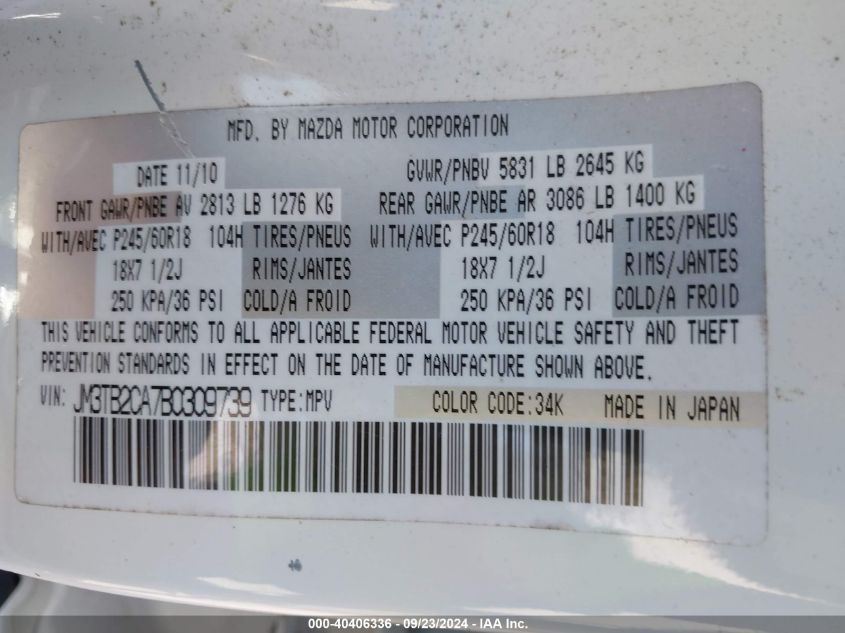 MFD. BY MAZDA MOTOR CORPORATION
DATE 11/10 GVWR/PNBV 5831 LB 2645 KG
FRONT GAWR/PNBE AV 2813 LB 1276 KG REAR GAWR/PNBE AR 3086 LB 1400 KG
WITH/AVEC P245/60R18 104H TIRES/PNEUS WITH/AVEC P245/60R18 104H TIRES/PNEUS
18X7 1/2J RIMS/JANTES 18X7 1/2J RIMS/JANTES
250 KPA/36 PSI COLD/A FROID 250 KPA/36 PSI COLD/A FROID
THIS VEHICLE CONFORMS TO ALL APPLICABLE FEDERAL MOTOR VEHICLE SAFETY AND THEFT
PREVENTION STANDARDS IN EFFECT ON THE DATE OF MANUFACTURE SHOWN ABOVE.
VIN: JM3TB2CA7B0309739 TYPE:MPV COLOR CODE:34K MADE IN JAPAN
000-40406336 - 09/23/2024 - IAA Inc.